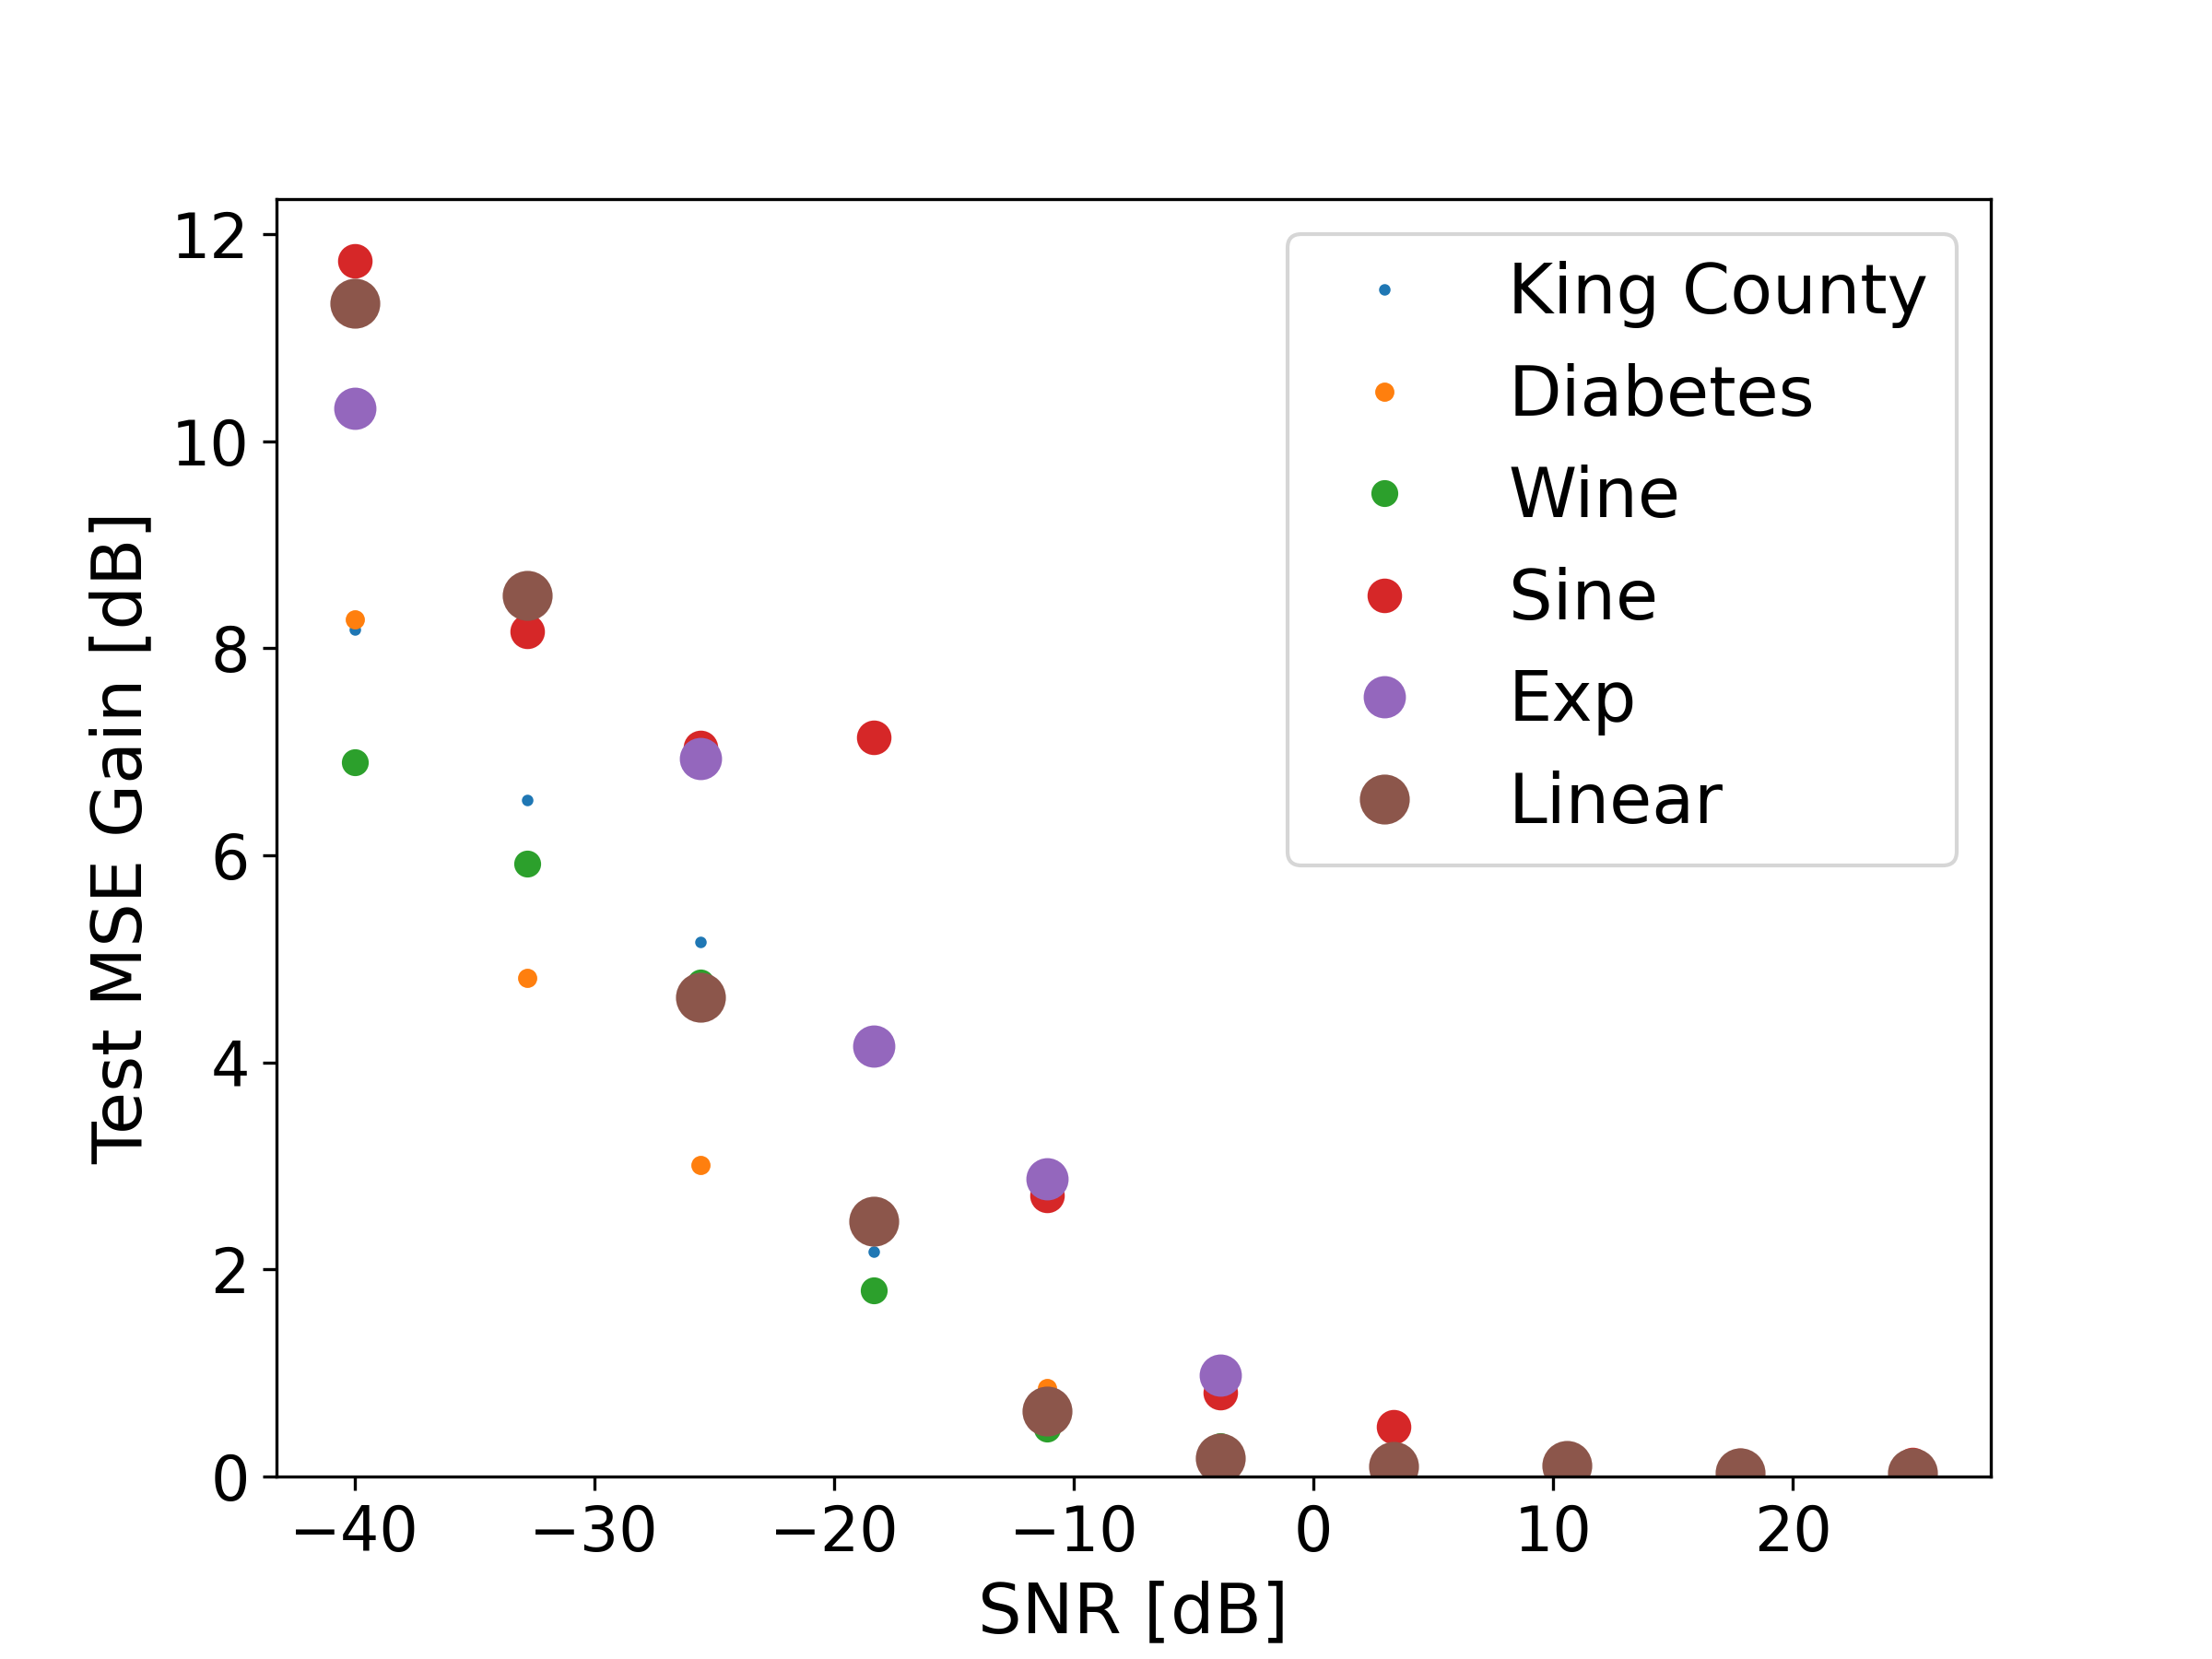 12
10
8
6
4
2
0
Test MSE Gain [dB]
King County
Diabetes
Wine
Sine
Exp
Linear
−40 −30 −20 −10 0 10 20
SNR [dB]